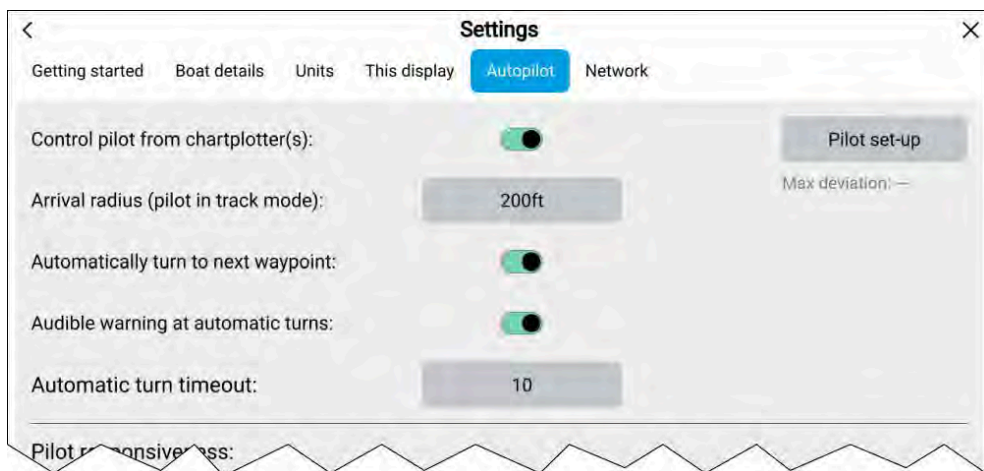 Settings
Getting started Boat details Units This display Autopilot Network
Control pilot from chartplotter(s): Pilot set-up
Max deviation: —
Arrival radius (pilot in track mode): 200ft
Automatically turn to next waypoint:
Audible warning at automatic turns:
Automatic turn timeout: 10
Pilot responsiveness: